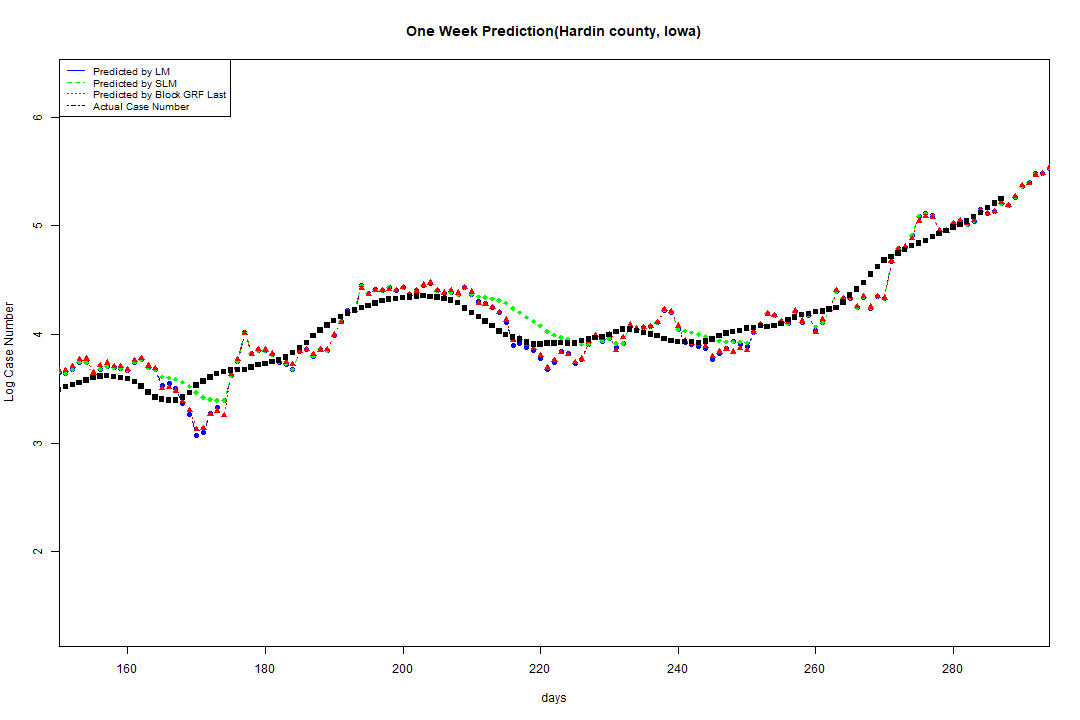 One Week Prediction(Hardin county, Iowa)
Predicted by LM
Predicted by SLM
Predicted by Block GRF Last
Actual Case Number
6
5
4
3
2
Log Case Number
160 180 200 220 240 260 280
days